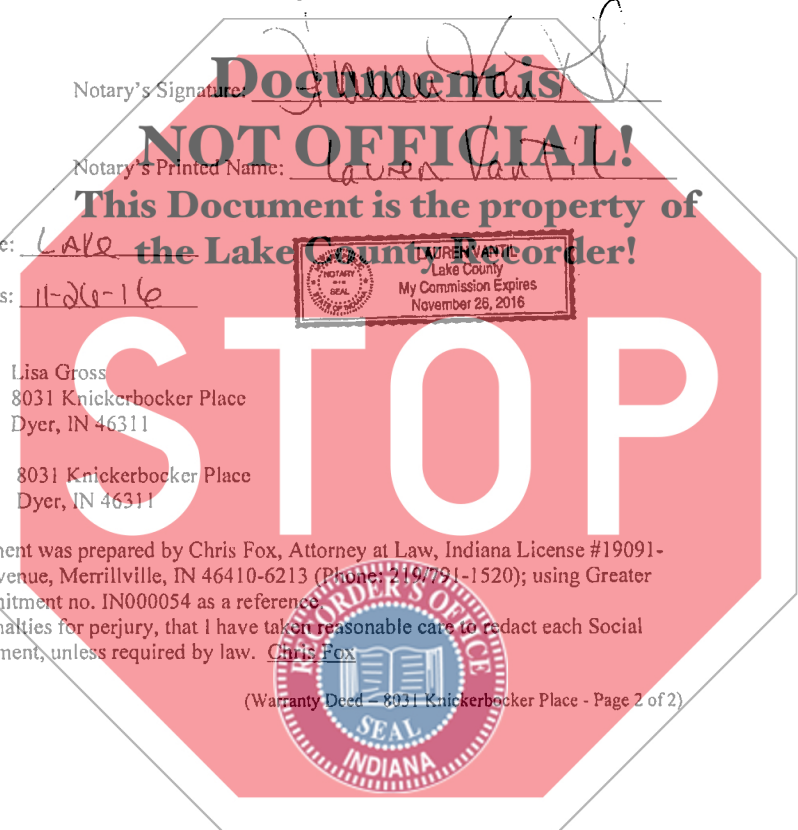 Notary's Signature: Lauren VanTil
Document is
NOT OFFICIAL!
Notary's Printed Name: Lauren VanTil
This Document is the property of
the Lake County Recorder!
e: LAKe
LAUREN VANTIL
Lake County
My Commission Expires
November 26, 2016
NOTARY
SEAL
s: 11-26-16
STOP
Lisa Gross
8031 Knickerbocker Place
Dyer, IN 46311
8031 Knickerbocker Place
Dyer, IN 46311
ment was prepared by Chris Fox, Attorney at Law, Indiana License #19091-
venue, Merrillville, IN 46410-6213 (Phone: 219/791-1520); using Greater
mitment no. IN000054 as a reference
nalties for perjury, that I have taken reasonable care to redact each Social
ment, unless required by law. Chris Fox
(Warranty Deed – 8031 Knickerbocker Place - Page 2 of 2)
RECORDER'S OFFICE
SEAL
INDIANA